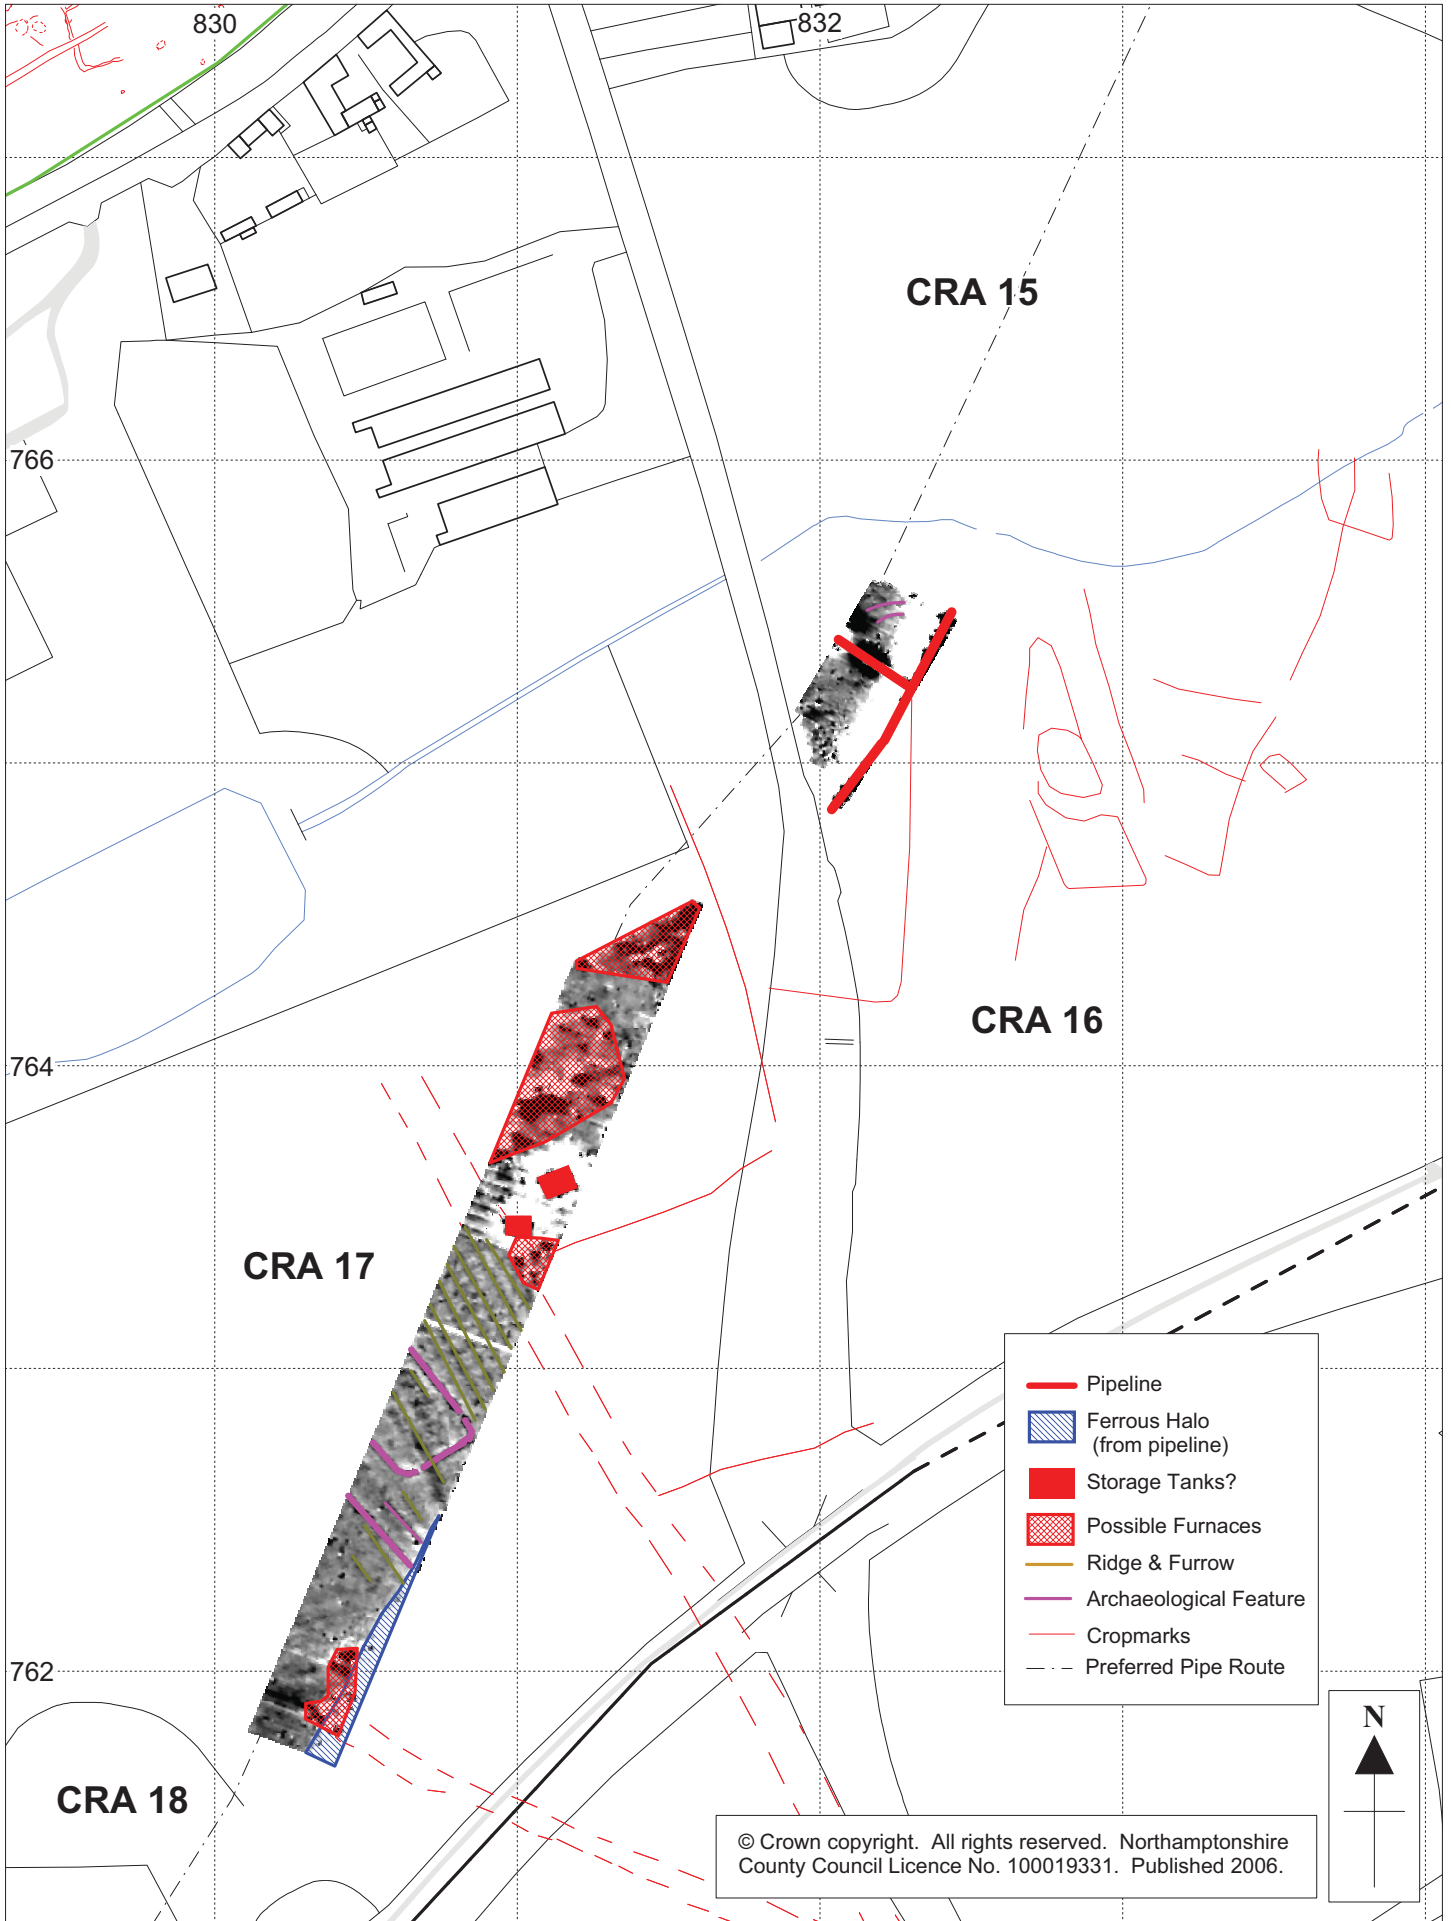 830
832
CRA 15
766
CRA 16
764
CRA 17
Pipeline
Ferrous Halo
(from pipeline)
Storage Tanks?
Possible Furnaces
Ridge & Furrow
Archaeological Feature
Cropmarks
Preferred Pipe Route
762
N
CRA 18
© Crown copyright. All rights reserved. Northamptonshire
County Council Licence No. 100019331. Published 2006.